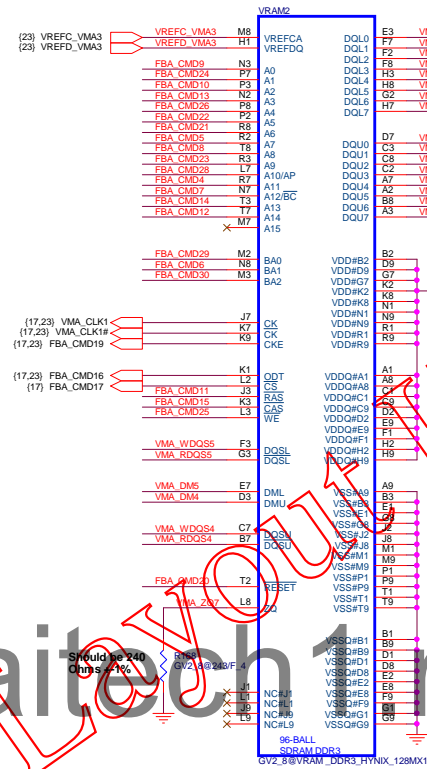 VRAM2
{23} VREFC_VMA3 VREFC_VMA3 M8 VREFCA
{23} VREFD_VMA3 VREFD_VMA3 H1 VREFDQ
FBA_CMD9 N3 A0
FBA_CMD24 P7 A1
FBA_CMD10 P3 A2
FBA_CMD13 N2 A3
FBA_CMD26 P8 A4
FBA_CMD22 P2 A5
FBA_CMD21 R8 A6
FBA_CMD5 R2 A7
FBA_CMD8 T8 A8
FBA_CMD23 R3 A9
FBA_CMD28 L7 A10/AP
FBA_CMD4 R7 A11
FBA_CMD7 N7 A12/BC
FBA_CMD14 T3 A13
FBA_CMD12 T7 A14
M7 A15
FBA_CMD29 M2 BA0
FBA_CMD6 N8 BA1
FBA_CMD30 M3 BA2
{17,23} VMA_CLK1 J7 CK
{17,23} VMA_CLK1# K7 CK
{17,23} FBA_CMD19 K9 CKE
{17,23} FBA_CMD16 K1 ODT
{17} FBA_CMD17 L2 CS
FBA_CMD11 J3 RAS
FBA_CMD15 K3 CAS
FBA_CMD25 L3 WE
VMA_WDQS5 F3 DQSL
VMA_RDQS5 G3 DQSL
VMA_DM5 E7 DML
VMA_DM4 D3 DMU
VMA_WDQS4 C7 DQSU
VMA_RDQS4 B7 DQSU
FBA_CMD20 T2 RESET
VMA_ZQ7 L8 ZQ
Should be 240
Ohms +-1%
R168
GV2_8@243/F_4
J1 NC#J1
L1 NC#L1
J9 NC#J9
L9 NC#L9
DQL0 E3
DQL1 F7
DQL2 F2
DQL3 F8
DQL4 H3
DQL5 H8
DQL6 G2
DQL7 H7
DQU0 D7
DQU1 C3
DQU2 C8
DQU3 C2
DQU4 A7
DQU5 A2
DQU6 B8
DQU7 A3
VDD#B2 B2
VDD#D9 D9
VDD#G7 G7
VDD#K2 K2
VDD#K8 K8
VDD#N1 N1
VDD#N9 N9
VDD#R1 R1
VDD#R9 R9
VDDQ#A1 A1
VDDQ#A8 A8
VDDQ#C1 C1
VDDQ#C9 C9
VDDQ#D2 D2
VDDQ#E9 E9
VDDQ#F1 F1
VDDQ#H2 H2
VDDQ#H9 H9
VSS#A9 A9
VSS#B3 B3
VSS#E1 E1
VSS#G8 G8
VSS#J2 J2
VSS#J8 J8
VSS#M1 M1
VSS#M9 M9
VSS#P1 P1
VSS#P9 P9
VSS#T1 T1
VSS#T9 T9
VSSQ#B1 B1
VSSQ#B9 B9
VSSQ#D1 D1
VSSQ#D8 D8
VSSQ#E2 E2
VSSQ#E8 E8
VSSQ#F9 F9
VSSQ#G1 G1
VSSQ#G9 G9
96-BALL
SDRAM DDR3
GV2_8@VRAM _DDR3_HYNIX_128MX1
Layout
aitech1